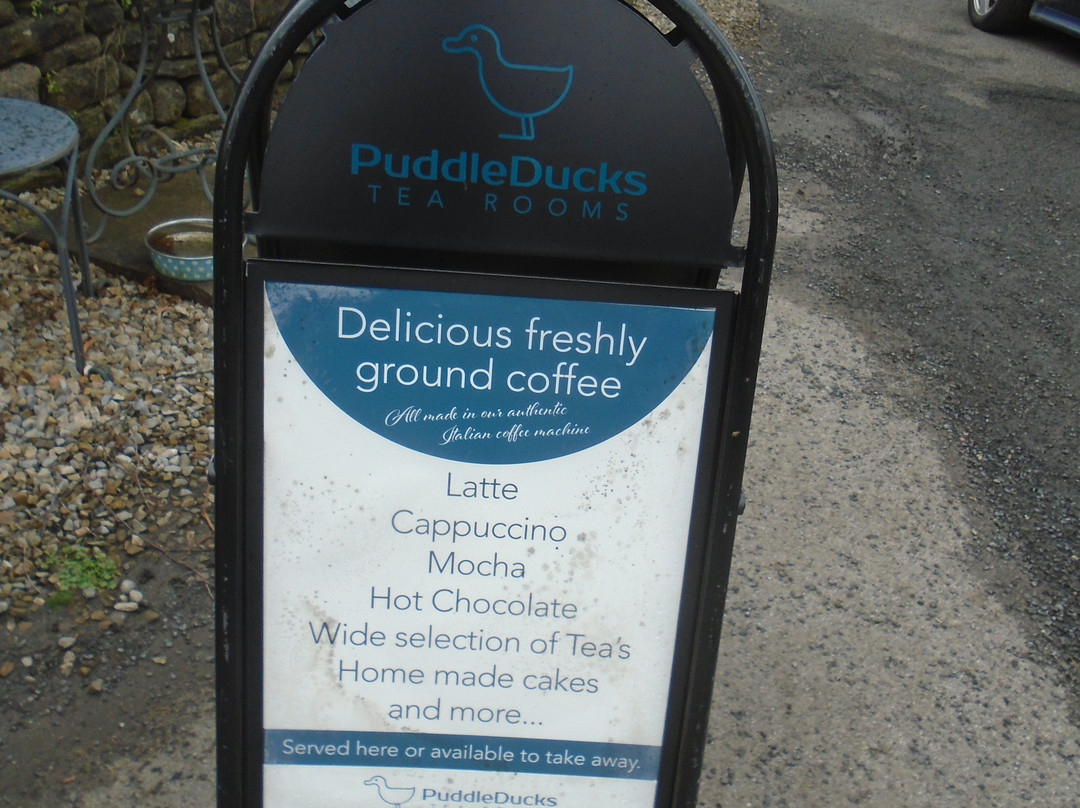 PuddleDucks
TEA ROOMS
Delicious freshly
ground coffee
All made in our authentic
Italian coffee machine
Latte
Cappuccino
Mocha
Hot Chocolate
Wide selection of Tea's
Home made cakes
and more...
Served here or available to take away.
PuddleDucks